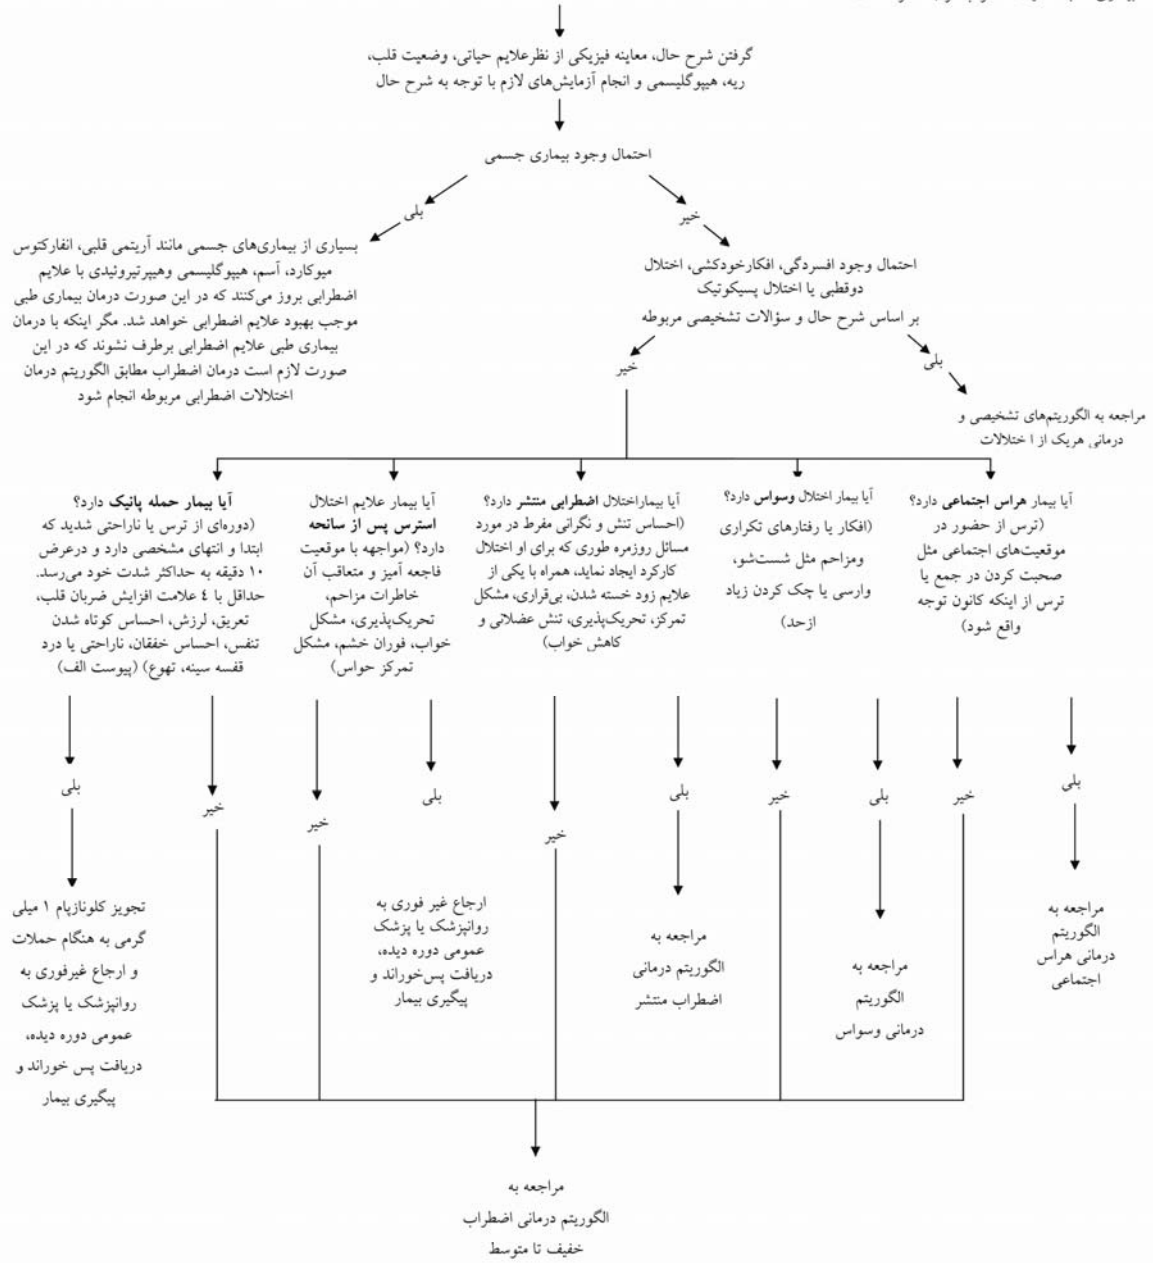 گرفتن شرح حال، معاینه فیزیکی از نظرعلایم حیاتی، وضعیت قلب،
ریه، هیپوگلیسمی و انجام آزمایش‌های لازم با توجه به شرح حال
احتمال وجود بیماری جسمی
خیر
بلی
احتمال وجود افسردگی، افکارخودکشی، اختلال
دوقطبی یا اختلال پسیکوتیک
بر اساس شرح حال و سؤالات تشخیصی مربوطه
بسیاری از بیماری‌های جسمی مانند آریتمی قلبی، انفارکتوس
میوکارد، آسم، هیپوگلیسمی وهیپرتیروئیدی با علایم
اضطرابی بروز می‌کنند که در این صورت درمان بیماری طبی
موجب بهبود علایم اضطرابی خواهد شد. مگر اینکه با درمان
بیماری طبی علایم اضطرابی برطرف نشوند که در این
صورت لازم است درمان اضطراب مطابق الگوریتم درمان
اختلالات اضطرابی مربوطه انجام شود
بلی
خیر
مراجعه به الگوریتم‌های تشخیصی و
درمانی هریک از ا ختلالات
آیا بیمار هراس اجتماعی دارد؟
(ترس از حضور در
موقعیت‌های اجتماعی مثل
صحبت کردن در جمع یا
ترس از اینکه کانون توجه
واقع شود)
آیا بیمار اختلال وسواس دارد؟
(افکار یا رفتارهای تکراری
ومزاحم مثل شست‌شو،
وارسی یا چک کردن زیاد
ازحد)
آیا بیماراختلال اضطرابی منتشر دارد؟
(احساس تنش و نگرانی مفرط در مورد
مسائل روزمره طوری که برای او اختلال
کارکرد ایجاد نماید، همراه با یکی از
علایم زود خسته شدن، بی‌قراری، مشکل
تمرکز، تحریک‌پذیری، تنش عضلانی و
کاهش خواب)
آیا بیمار علایم اختلال
استرس پس از سانحه
دارد؟ (مواجهه با موقعیت
فاجعه آمیز و متعاقب آن
خاطرات مزاحم،
تحریک‌پذیری، مشکل
خواب، فوران خشم، مشکل
تمرکز حواس)
آیا بیمار حمله پانیک دارد؟
(دوره‌ای از ترس یا ناراحتی شدید که
ابتدا و انتهای مشخصی دارد و درعرض
۱۰ دقیقه به حداکثر شدت خود می‌رسد.
حداقل با ٤ علامت افزایش ضربان قلب،
تعریق، لرزش، احساس کوتاه شدن
تنفس، احساس خفقان، ناراحتی یا درد
قفسه سینه، تهوع) (پیوست الف)
بلی
خیر
بلی
خیر
بلی
خیر
بلی
خیر
خیر
بلی
مراجعه به
الگوریتم
درمانی هراس
اجتماعی
مراجعه به
الگوریتم
درمانی وسواس
مراجعه به
الگوریتم درمانی
اضطراب منتشر
ارجاع غیر فوری به
روانپزشک یا پزشک
عمومی دوره دیده،
دریافت پس‌خوراند و
پیگیری بیمار
تجویز کلونازپام ۱ میلی
گرمی به هنگام حملات
و ارجاع غیرفوری به
روانپزشک یا پزشک
عمومی دوره دیده،
دریافت پس خوراند و
پیگیری بیمار
مراجعه به
الگوریتم درمانی اضطراب
خفیف تا متوسط